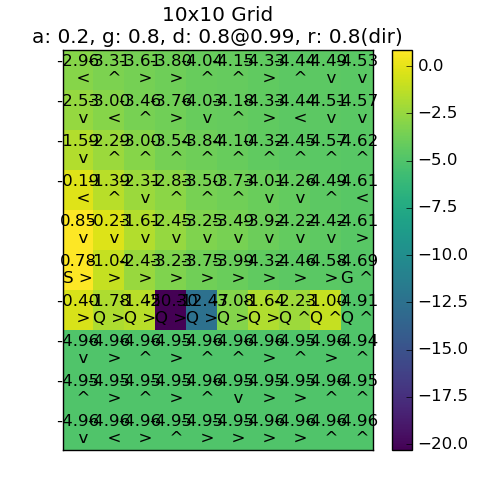 10x10 Grid
a: 0.2, g: 0.8, d: 0.8@0.99, r: 0.8(dir)
-2.96 -3.31 -3.61 -3.80 -4.04 -4.15 -4.33 -4.44 -4.49 -4.53
< ^ > > ^ ^ > ^ v v
-2.53 -3.00 -3.46 -3.76 -4.03 -4.18 -4.33 -4.44 -4.51 -4.57
v < ^ > v ^ > < v v
-1.59 -2.29 -3.00 -3.54 -3.84 -4.10 -4.32 -4.45 -4.57 -4.62
v ^ ^ ^ ^ ^ ^ ^ ^ ^
-0.19 -1.39 -2.31 -2.83 -3.50 -3.73 -4.01 -4.26 -4.49 -4.61
< ^ v ^ ^ ^ ^ v ^ <
0.85 -0.23 -1.61 -2.45 -3.25 -3.49 -3.92 -4.22 -4.42 -4.61
v v v v v v v v v >
0.78 -1.04 -2.43 -3.23 -3.75 -3.99 -4.32 -4.46 -4.58 -4.69
S > > > > > > > > > G ^
-0.40 -1.78 -12.47 -1.64 -2.23 -1.00 -4.91
> Q > Q > Q > Q > Q > Q > Q ^ Q ^ Q ^
-4.96 -4.96 -4.96 -4.95 -4.96 -4.95 -4.96 -4.95 -4.96 -4.94
v > ^ > ^ > > ^ ^ ^
-4.95 -4.95 -4.95 -4.95 -4.96 -4.95 -4.95 -4.96 -4.96 -4.95
^ > ^ > ^ v > > ^ ^
-4.96 -4.96 -4.96 -4.95 -4.95 -4.95 -4.96 -4.96 -4.96 -4.96
v < > ^ > > > > ^ ^
0.0
−2.5
−5.0
−7.5
−10.0
−12.5
−15.0
−17.5
−20.0